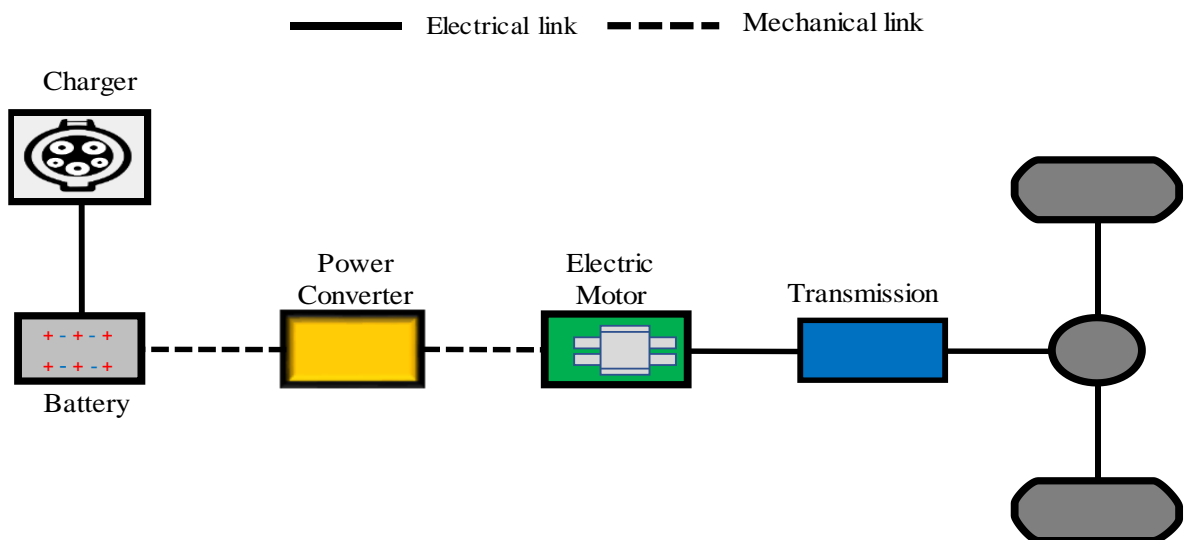 Electrical link Mechanical link
Charger
Power
Converter
Electric
Motor
Transmission
+ - + - +
+ - + - +
Battery